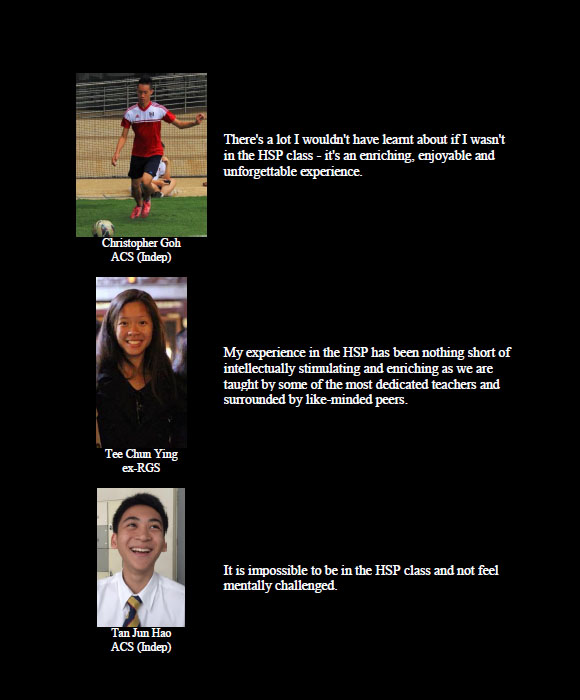 There's a lot I wouldn't have learnt about if I wasn't
in the HSP class - it's an enriching, enjoyable and
unforgettable experience.
Christopher Goh
ACS (Indep)
My experience in the HSP has been nothing short of
intellectually stimulating and enriching as we are
taught by some of the most dedicated teachers and
surrounded by like-minded peers.
Tee Chun Ying
ex-RGS
It is impossible to be in the HSP class and not feel
mentally challenged.
Tan Jun Hao
ACS (Indep)